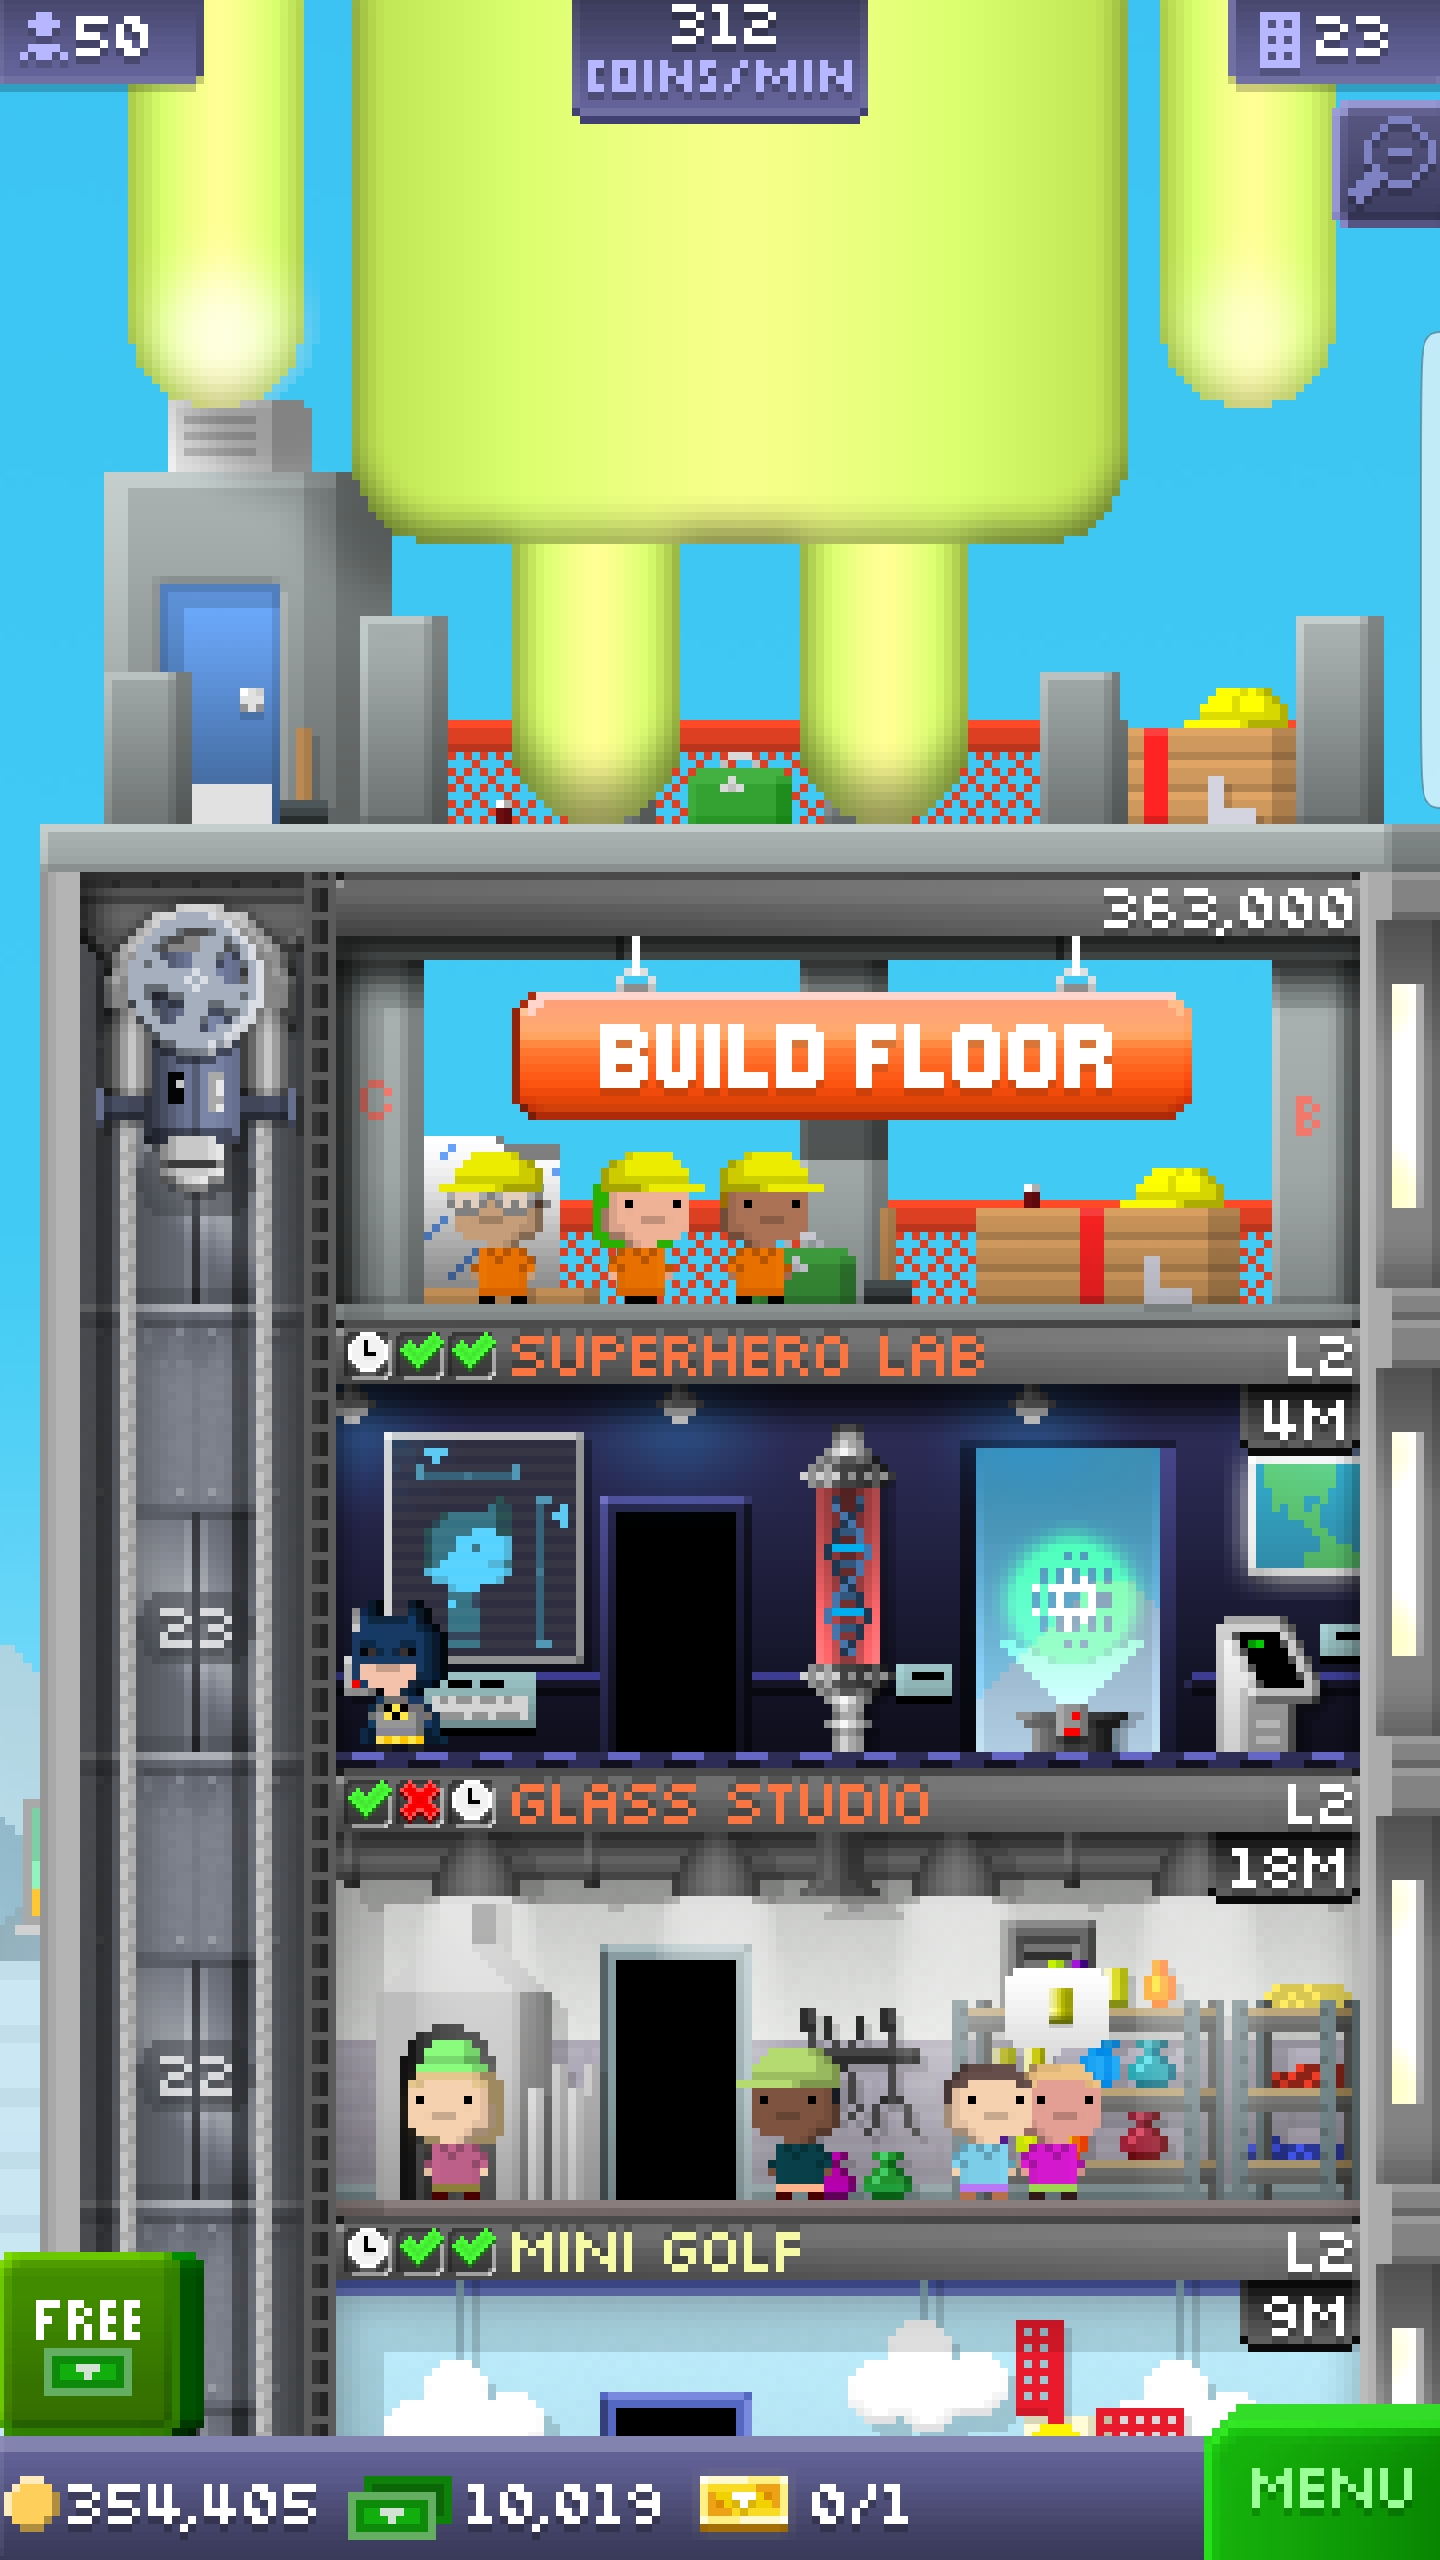 50
312
COINS/MIN
23
363,000
BUILD FLOOR
C
B
SUPERHERO LAB L2
4M
23
GLASS STUDIO L2
18M
22
MINI GOLF L2
9M
FREE
354,405 10,019 0/1
MENU